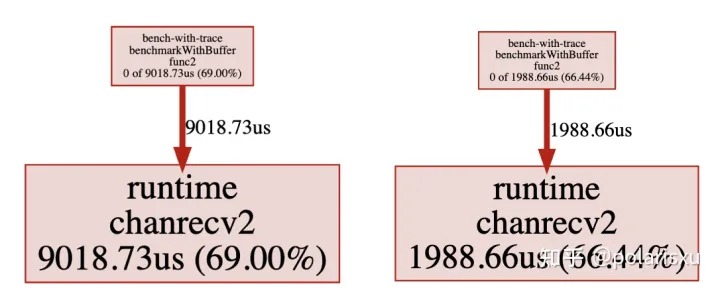 bench-with-trace
benchmarkWithBuffer
func2
0 of 9018.73us (69.00%)
9018.73us
runtime
chanrecv2
9018.73us (69.00%)
bench-with-trace
benchmarkWithBuffer
func2
0 of 1988.66us (66.44%)
1988.66us
runtime
chanrecv2
1988.66us (66.44%)
知乎 @polarisxu